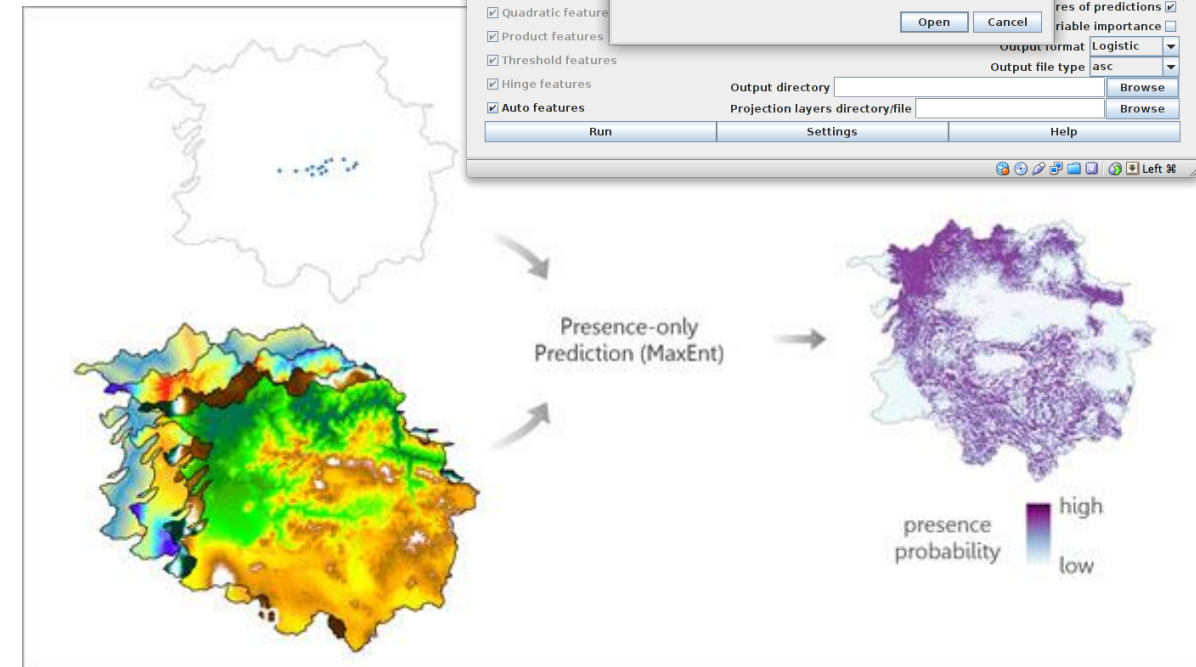 Quadratic feature
Product features
Threshold features
Hinge features
Auto features
Open
Cancel
res of predictions
riable importance
Output format Logistic
Output file type asc
Output directory
Browse
Projection layers directory/file
Browse
Run
Settings
Help
Left ⌘
Presence-only
Prediction (MaxEnt)
presence
probability
high
low